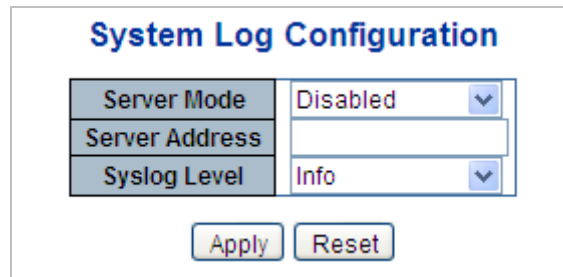 System Log Configuration
Server Mode Disabled
Server Address
Syslog Level Info
Apply Reset